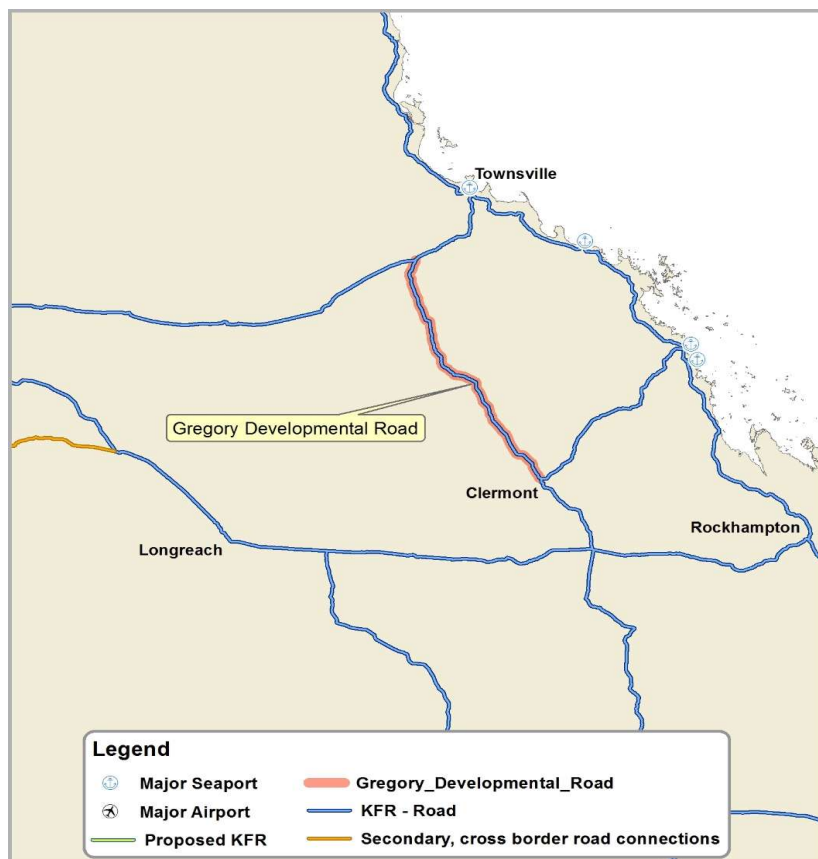 Townsville
Gregory Developmental Road
Clermont
Rockhampton
Longreach
Legend
Major Seaport
Gregory_Developmental_Road
Major Airport
KFR - Road
Proposed KFR
Secondary, cross border road connections